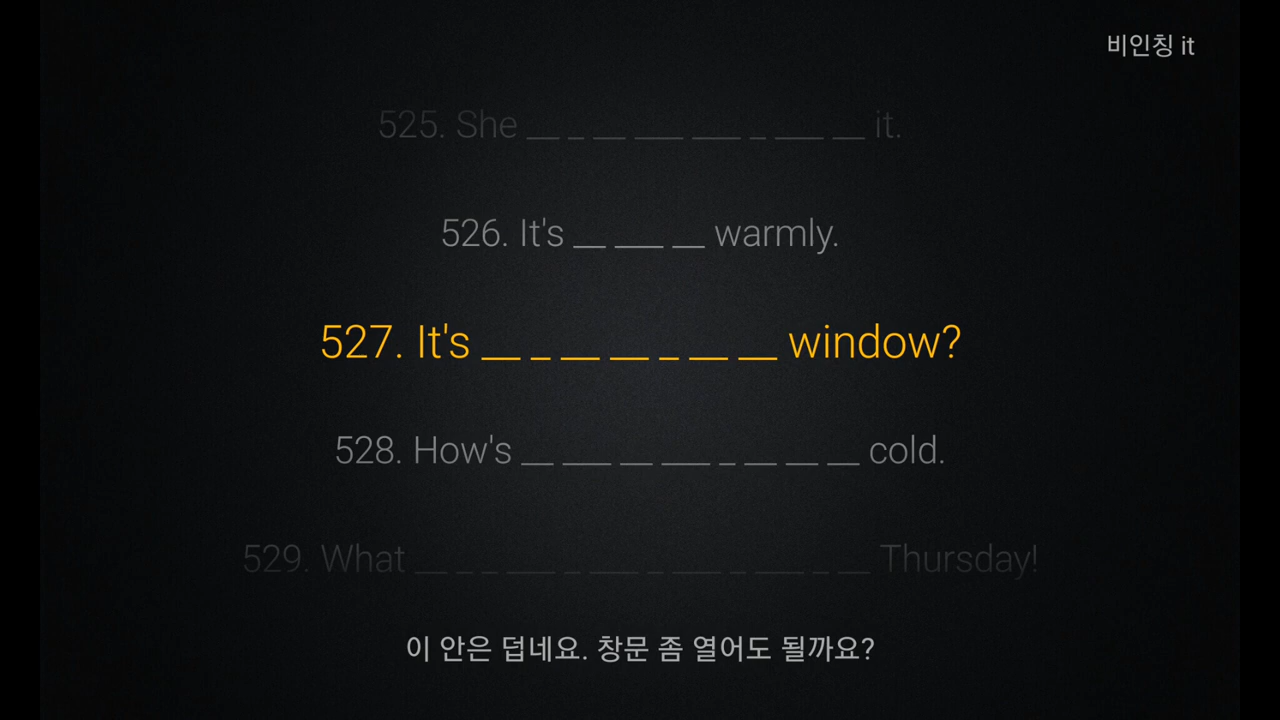 비인칭 it
525. She __ _ __ ___ ___ _ ___ __ it.
526. It's __ ___ __ warmly.
527. It's __ _ __ __ _ __ __ window?
528. How's __ ___ __ ___ _ __ __ __ cold.
529. What __ _ _ ___ _ ___ _ ___ _ ___ _ __ Thursday!
이 안은 덥네요. 창문 좀 열어도 될까요?